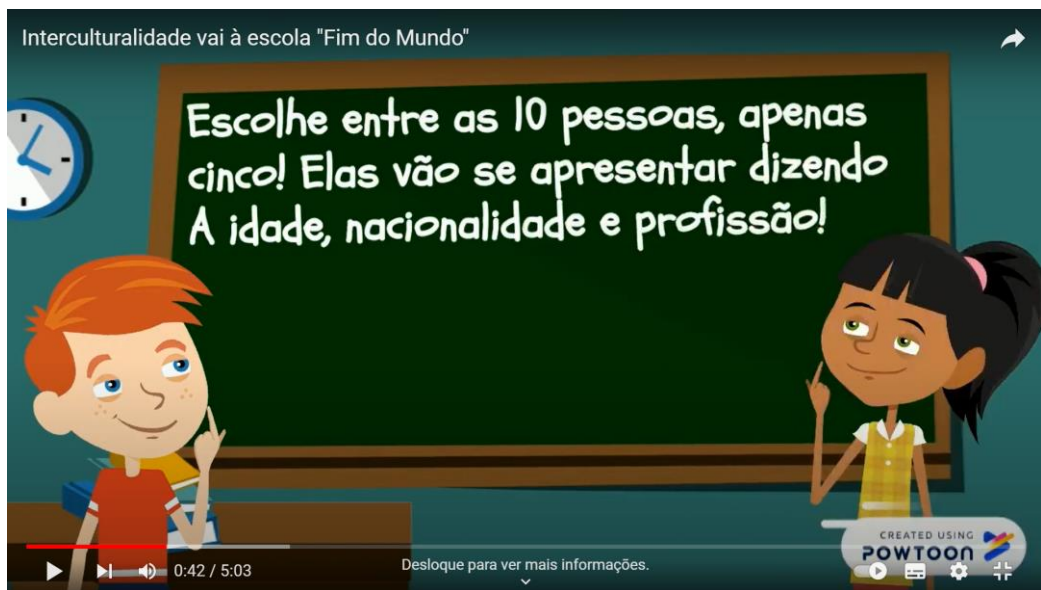 Interculturalidade vai à escola "Fim do Mundo"
Escolhe entre as 10 pessoas, apenas
cinco! Elas vão se apresentar dizendo
A idade, nacionalidade e profissão!
CREATED USING
POWTOON
0:42 / 5:03
Desloque para ver mais informações.